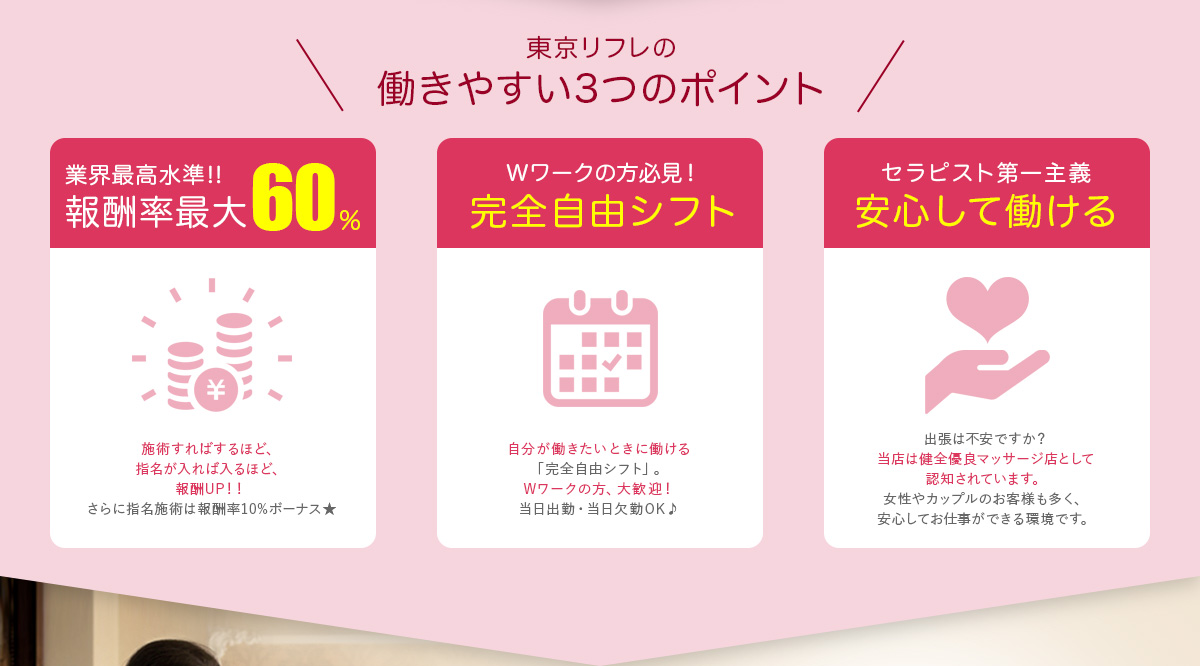 東京リフレの
働きやすい3つのポイント
業界最高水準!!
報酬率最大60%
施術すればするほど、
指名が入れば入るほど、
報酬UP!!
さらに指名施術は報酬率10%ボーナス★
Wワークの方必見!
完全自由シフト
自分が働きたいときに働ける
「完全自由シフト」。
Wワークの方、大歓迎!
当日出勤・当日欠勤OK♪
セラピスト第一主義
安心して働ける
出張は不安ですか?
当店は健全優良マッサージ店として
認知されています。
女性やカップルのお客様も多く、
安心してお仕事ができる環境です。
¥